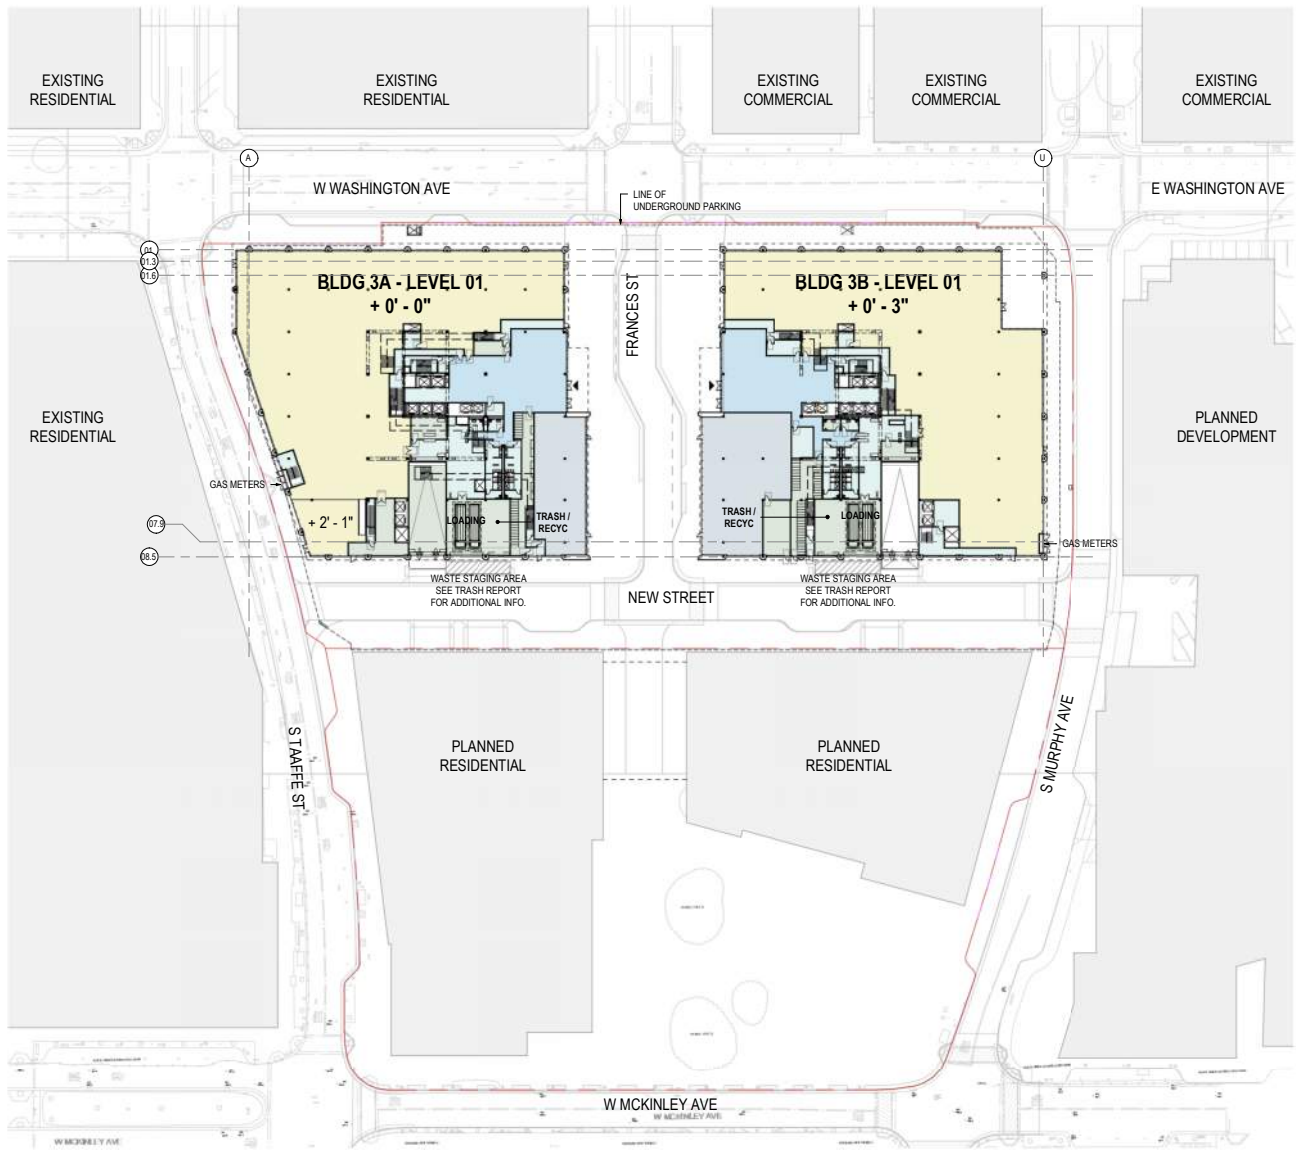 EXISTING
RESIDENTIAL
EXISTING
RESIDENTIAL
EXISTING
COMMERCIAL
EXISTING
COMMERCIAL
EXISTING
COMMERCIAL
A
U
W WASHINGTON AVE
E WASHINGTON AVE
LINE OF
UNDERGROUND PARKING
01
01.3
01.6
BLDG 3A - LEVEL 01
+ 0' - 0"
FRANCES ST
BLDG 3B - LEVEL 01
+ 0' - 3"
EXISTING
RESIDENTIAL
PLANNED
DEVELOPMENT
GAS METERS
+ 2' - 1"
LOADING
TRASH /
RECYC
TRASH /
RECYC
LOADING
07.9
08.5
GAS METERS
WASTE STAGING AREA
SEE TRASH REPORT
FOR ADDITIONAL INFO.
NEW STREET
WASTE STAGING AREA
SEE TRASH REPORT
FOR ADDITIONAL INFO.
S TAAFFE ST
PLANNED
RESIDENTIAL
PLANNED
RESIDENTIAL
S MURPHY AVE
W MCKINLEY AVE
W MCKINLEY AVE
W MCKINLEY AVE